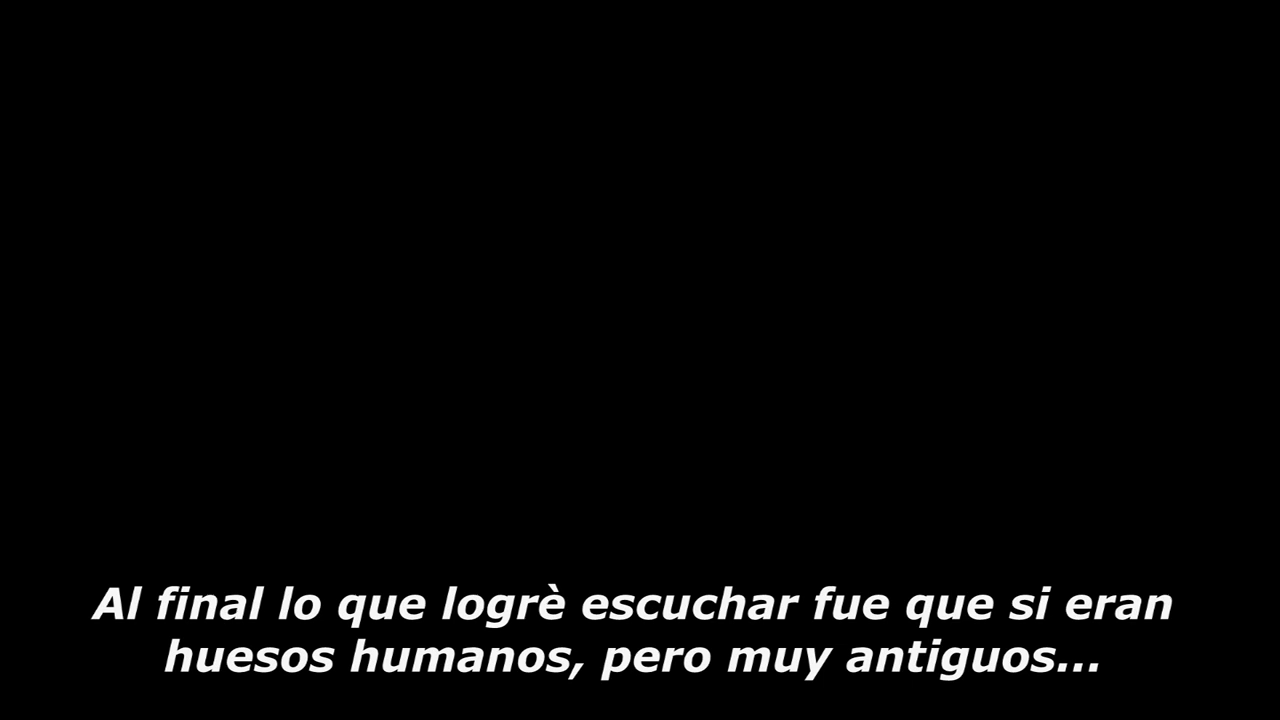 Al final lo que logrè escuchar fue que si eran
huesos humanos, pero muy antiguos...